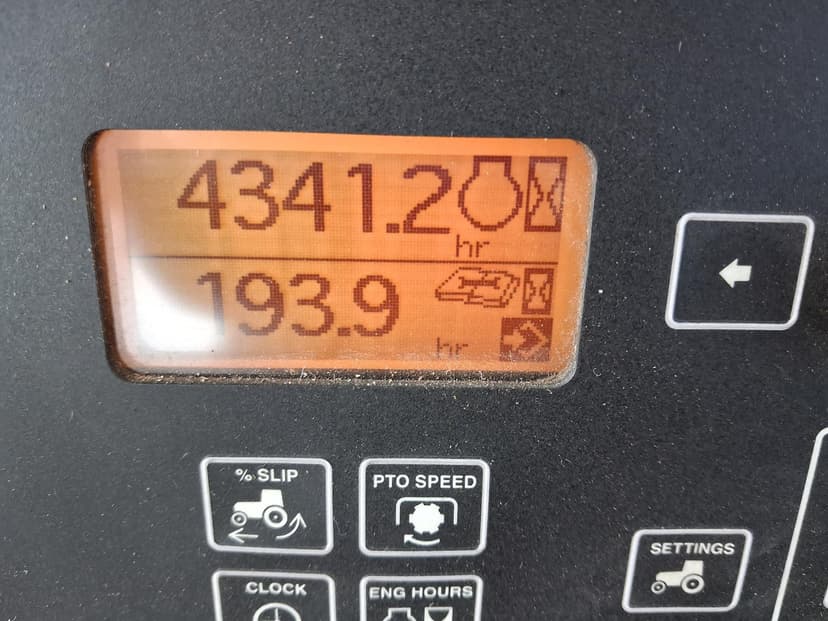 4341.2
hr
193.9
hr
% SLIP
PTO SPEED
SETTINGS
CLOCK
ENG HOURS